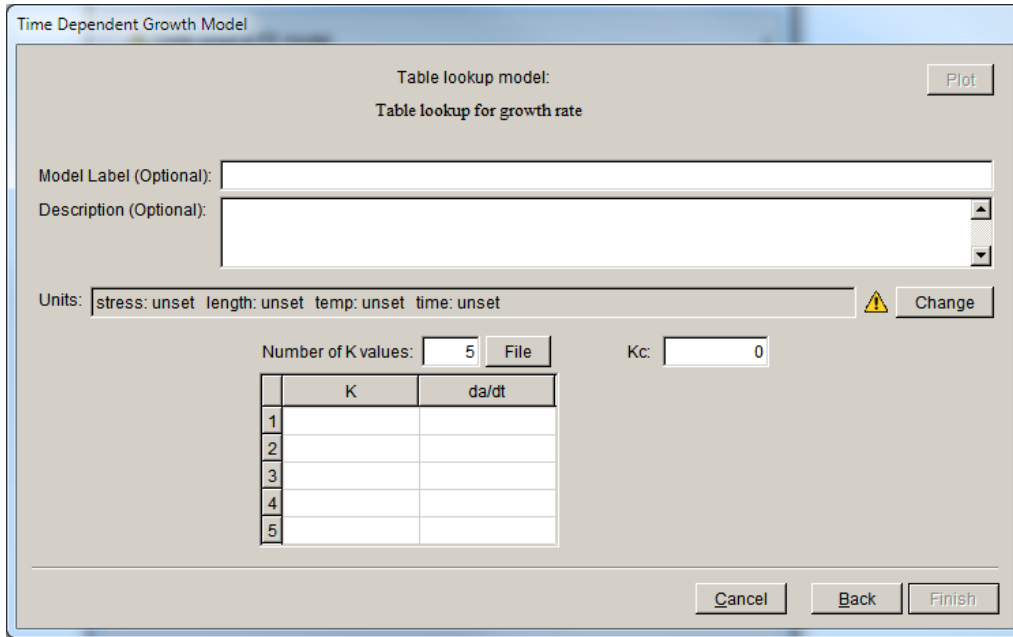 Time Dependent Growth Model
Table lookup model:
Plot
Table lookup for growth rate
Model Label (Optional):
Description (Optional):
Units: stress: unset length: unset temp: unset time: unset Change
Number of K values: 5 File Kc: 0
K da/dt
1
2
3
4
5
Cancel Back Finish